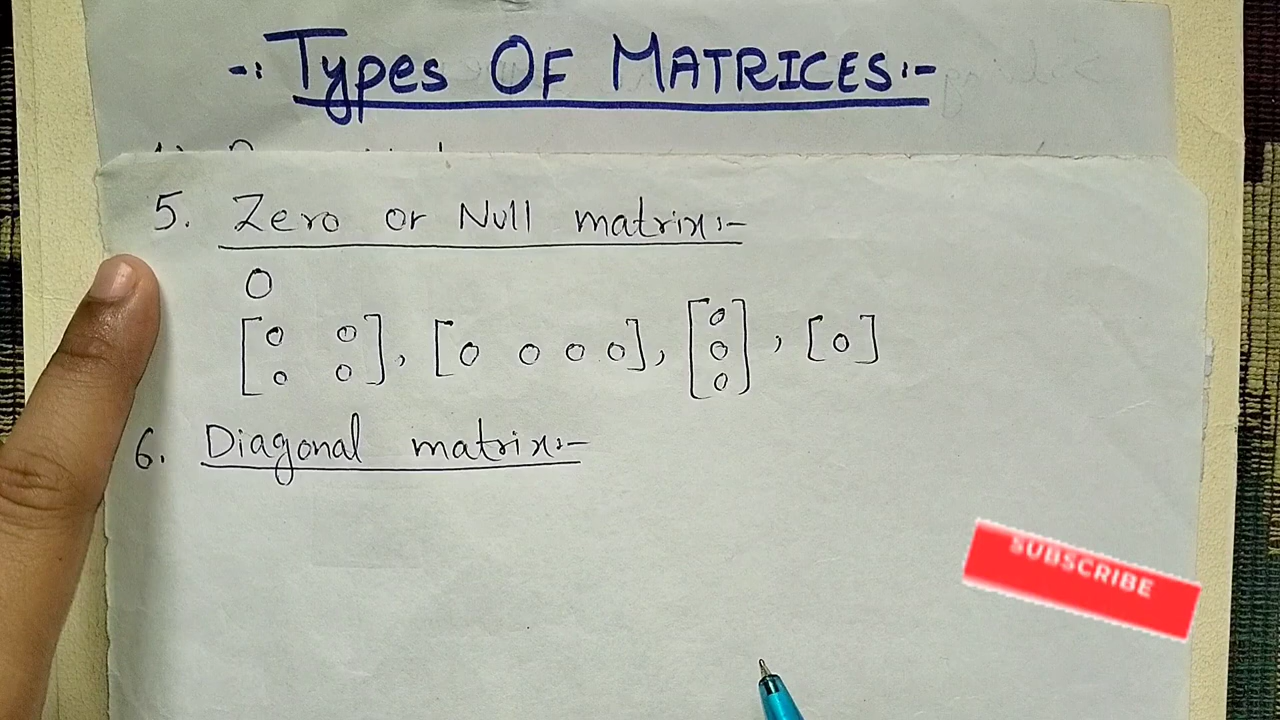 -: Types OF MATRICES:-
5. Zero or Null matrix:-
O
[0 0
0 0], [0 0 0 0], [0
0
0], [0]
6. Diagonal matrix:-
SUBSCRIBE